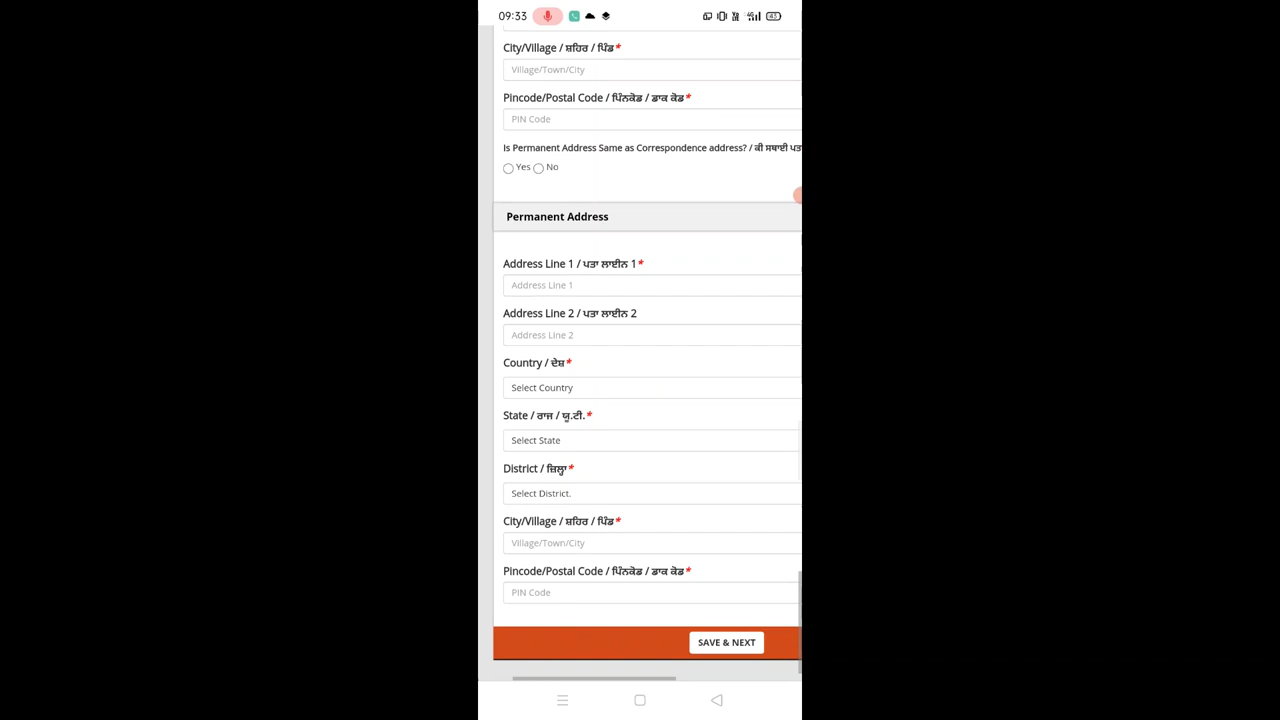 09:33
43
City/Village / ਸ਼ਹਿਰ / ਪਿੰਡ*
Village/Town/City
Pincode/Postal Code / ਪਿੰਨਕੋਡ / ਡਾਕ ਕੋਡ*
PIN Code
Is Permanent Address Same as Correspondence address? / ਕੀ ਸਥਾਈ ਪਤਾ
Yes No
Permanent Address
Address Line 1 / ਪਤਾ ਲਾਈਨ 1*
Address Line 1
Address Line 2 / ਪਤਾ ਲਾਈਨ 2
Address Line 2
Country / ਦੇਸ਼*
Select Country
State / ਰਾਜ / ਯੂ.ਟੀ.*
Select State
District / ਜ਼ਿਲ੍ਹਾ*
Select District.
City/Village / ਸ਼ਹਿਰ / ਪਿੰਡ*
Village/Town/City
Pincode/Postal Code / ਪਿੰਨਕੋਡ / ਡਾਕ ਕੋਡ*
PIN Code
SAVE & NEXT